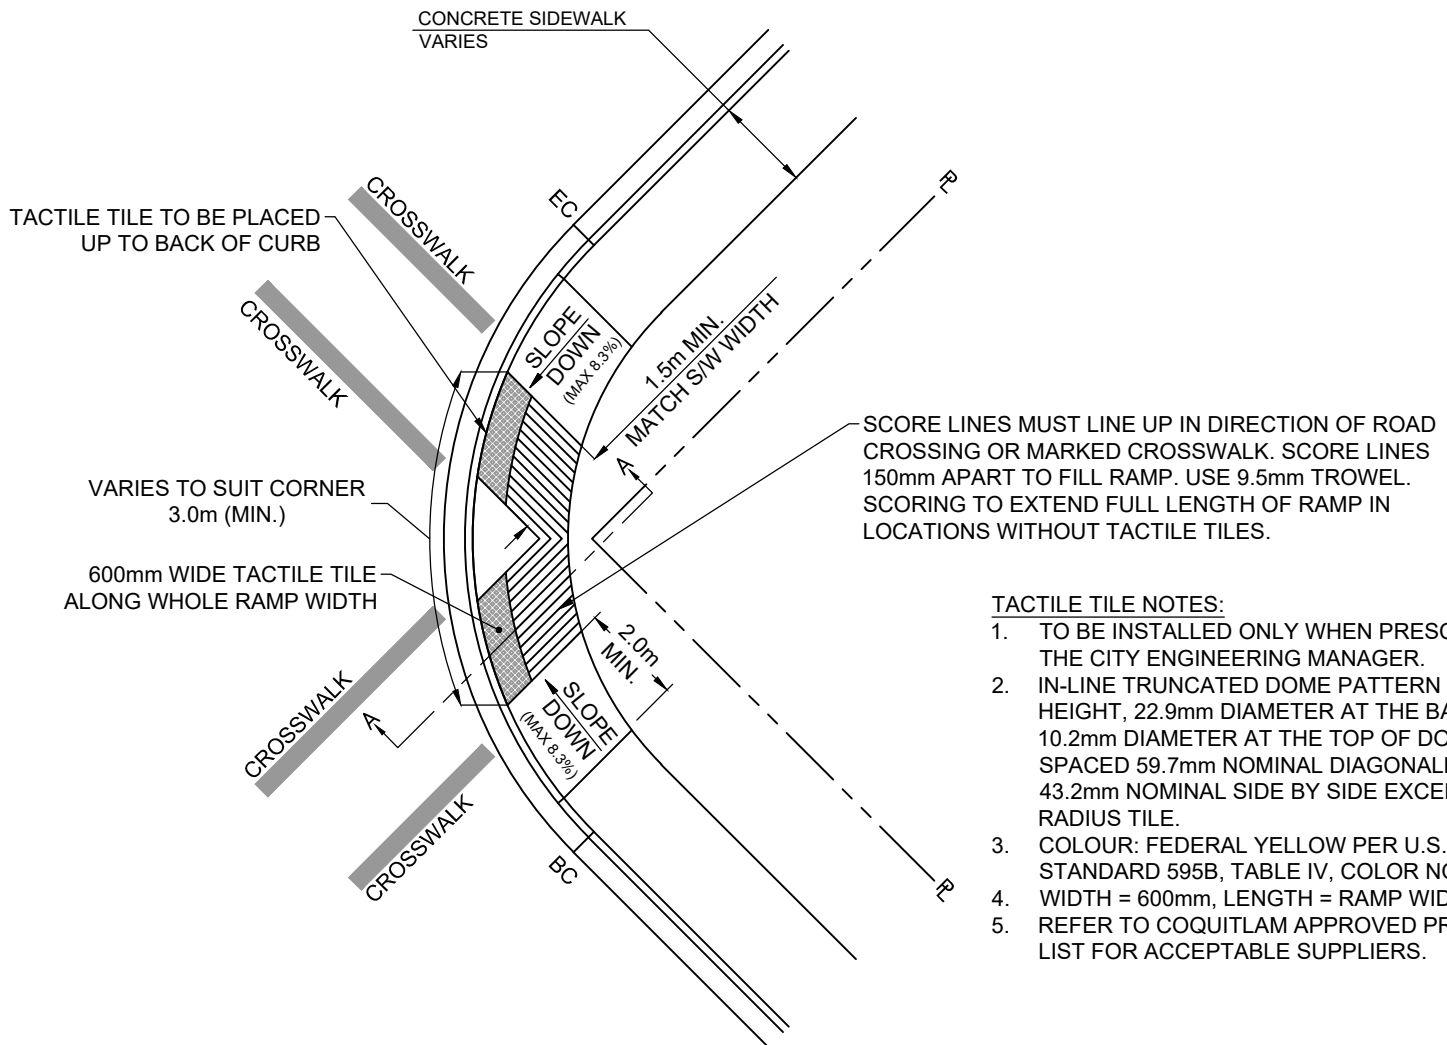 CONCRETE SIDEWALK
VARIES
CROSSWALK
TACTILE TILE TO BE PLACED
UP TO BACK OF CURB
CROSSWALK
EC
SLOPE
DOWN
(MAX 8.3%)
1.5m MIN.
MATCH S/W WIDTH
PL
A
SCORE LINES MUST LINE UP IN DIRECTION OF ROAD
CROSSING OR MARKED CROSSWALK. SCORE LINES
150mm APART TO FILL RAMP. USE 9.5mm TROWEL.
SCORING TO EXTEND FULL LENGTH OF RAMP IN
LOCATIONS WITHOUT TACTILE TILES.
VARIES TO SUIT CORNER
3.0m (MIN.)
600mm WIDE TACTILE TILE
ALONG WHOLE RAMP WIDTH
2.0m
MIN.
SLOPE
DOWN
(MAX 8.3%)
A
CROSSWALK
CROSSWALK
BC
PL
TACTILE TILE NOTES:
1. TO BE INSTALLED ONLY WHEN
THE CITY ENGINEERING MANAGER.
2. IN-LINE TRUNCATED DOME PATTERN
HEIGHT, 22.9mm DIAMETER AT THE
10.2mm DIAMETER AT THE TOP OF
SPACED 59.7mm NOMINAL
43.2mm NOMINAL SIDE BY SIDE
RADIUS TILE.
3. COLOUR: FEDERAL YELLOW PER U.S.
STANDARD 595B, TABLE IV, COLOR
4. WIDTH = 600mm, LENGTH = RAMP
5. REFER TO COQUITLAM APPROVED
LIST FOR ACCEPTABLE SUPPLIERS.